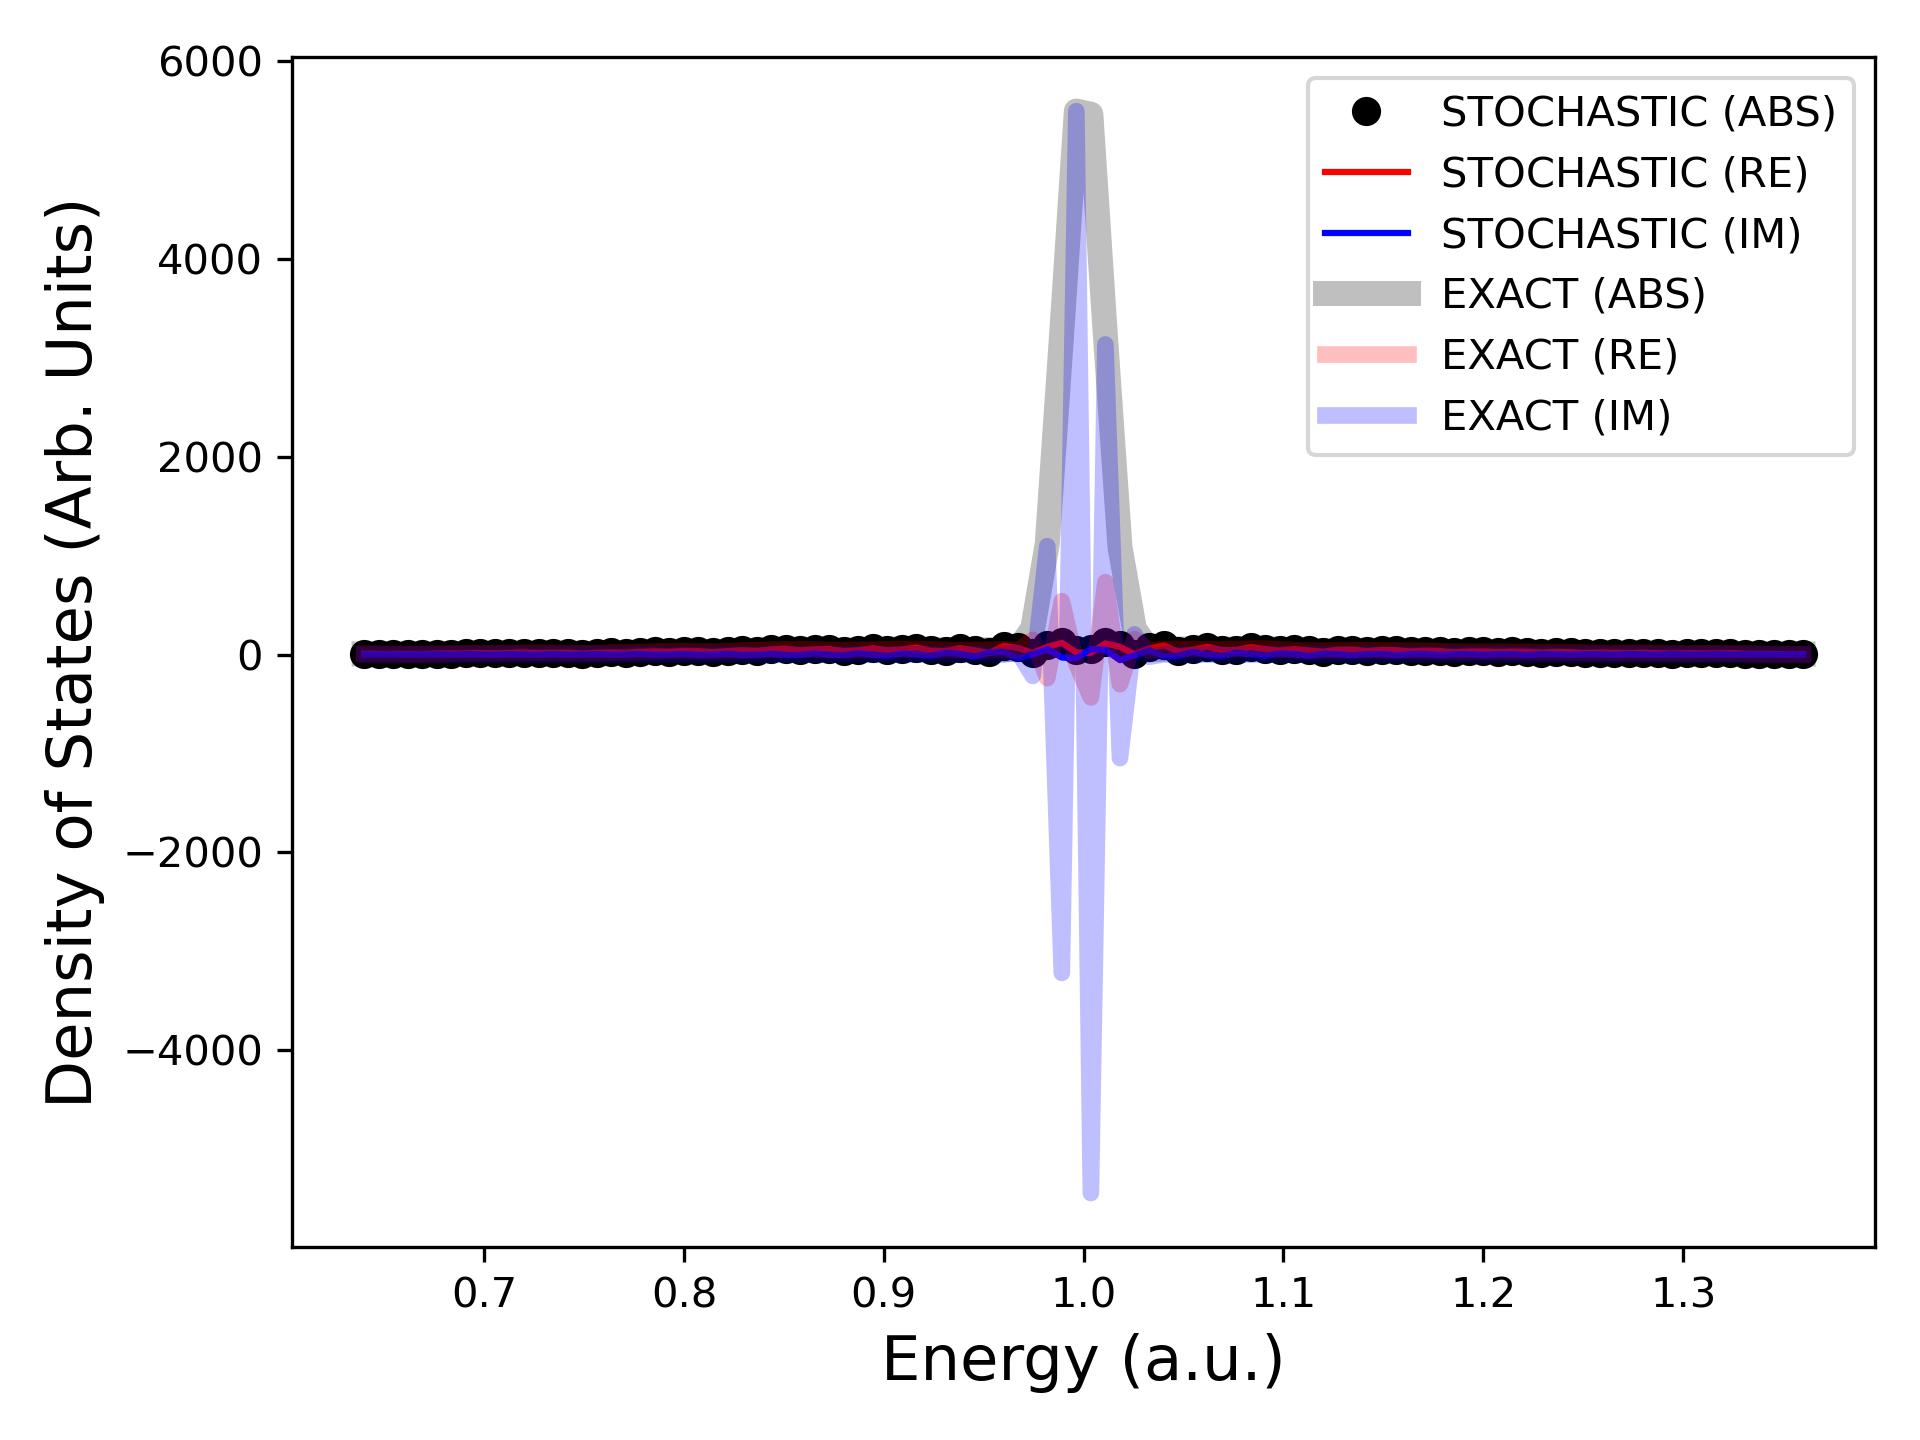 6000
4000
2000
0
−2000
−4000
Density of States (Arb. Units)
STOCHASTIC (ABS)
STOCHASTIC (RE)
STOCHASTIC (IM)
EXACT (ABS)
EXACT (RE)
EXACT (IM)
0.7 0.8 0.9 1.0 1.1 1.2 1.3
Energy (a.u.)